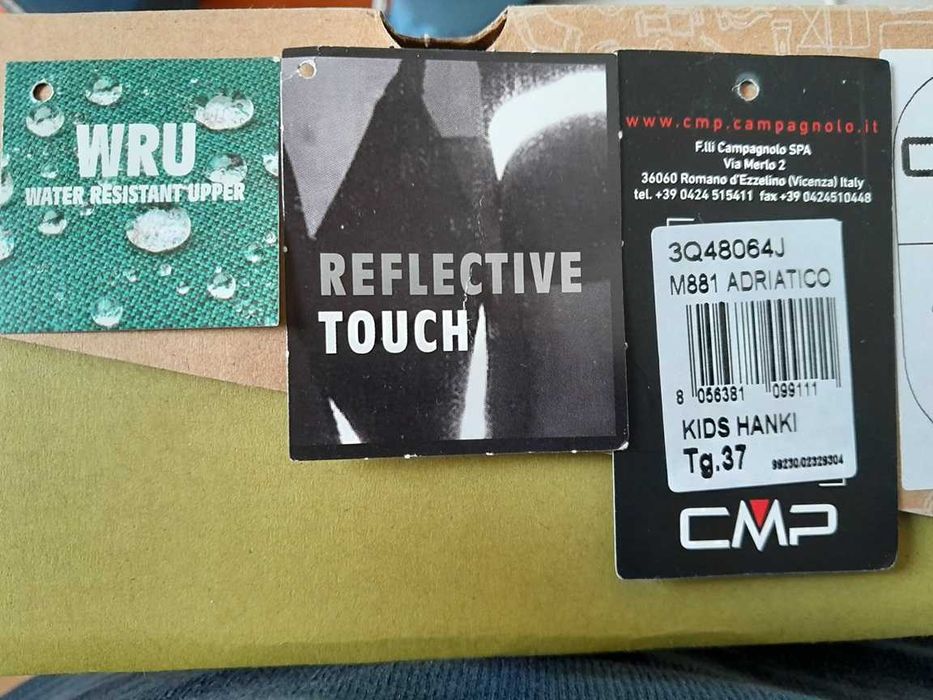 WRU
WATER RESISTANT UPPER
REFLECTIVE
TOUCH
www.cmp.campagnolo.it
F.lli Campagnolo SPA
Via Merlo 2
36060 Romano d'Ezzelino (Vicenza) Italy
tel. +39 0424 515411 fax +39 0424510448
3Q48064J
M881 ADRIATICO
8 056381 099111
KIDS HANKI
Tg.37 99230/02329304
CMP